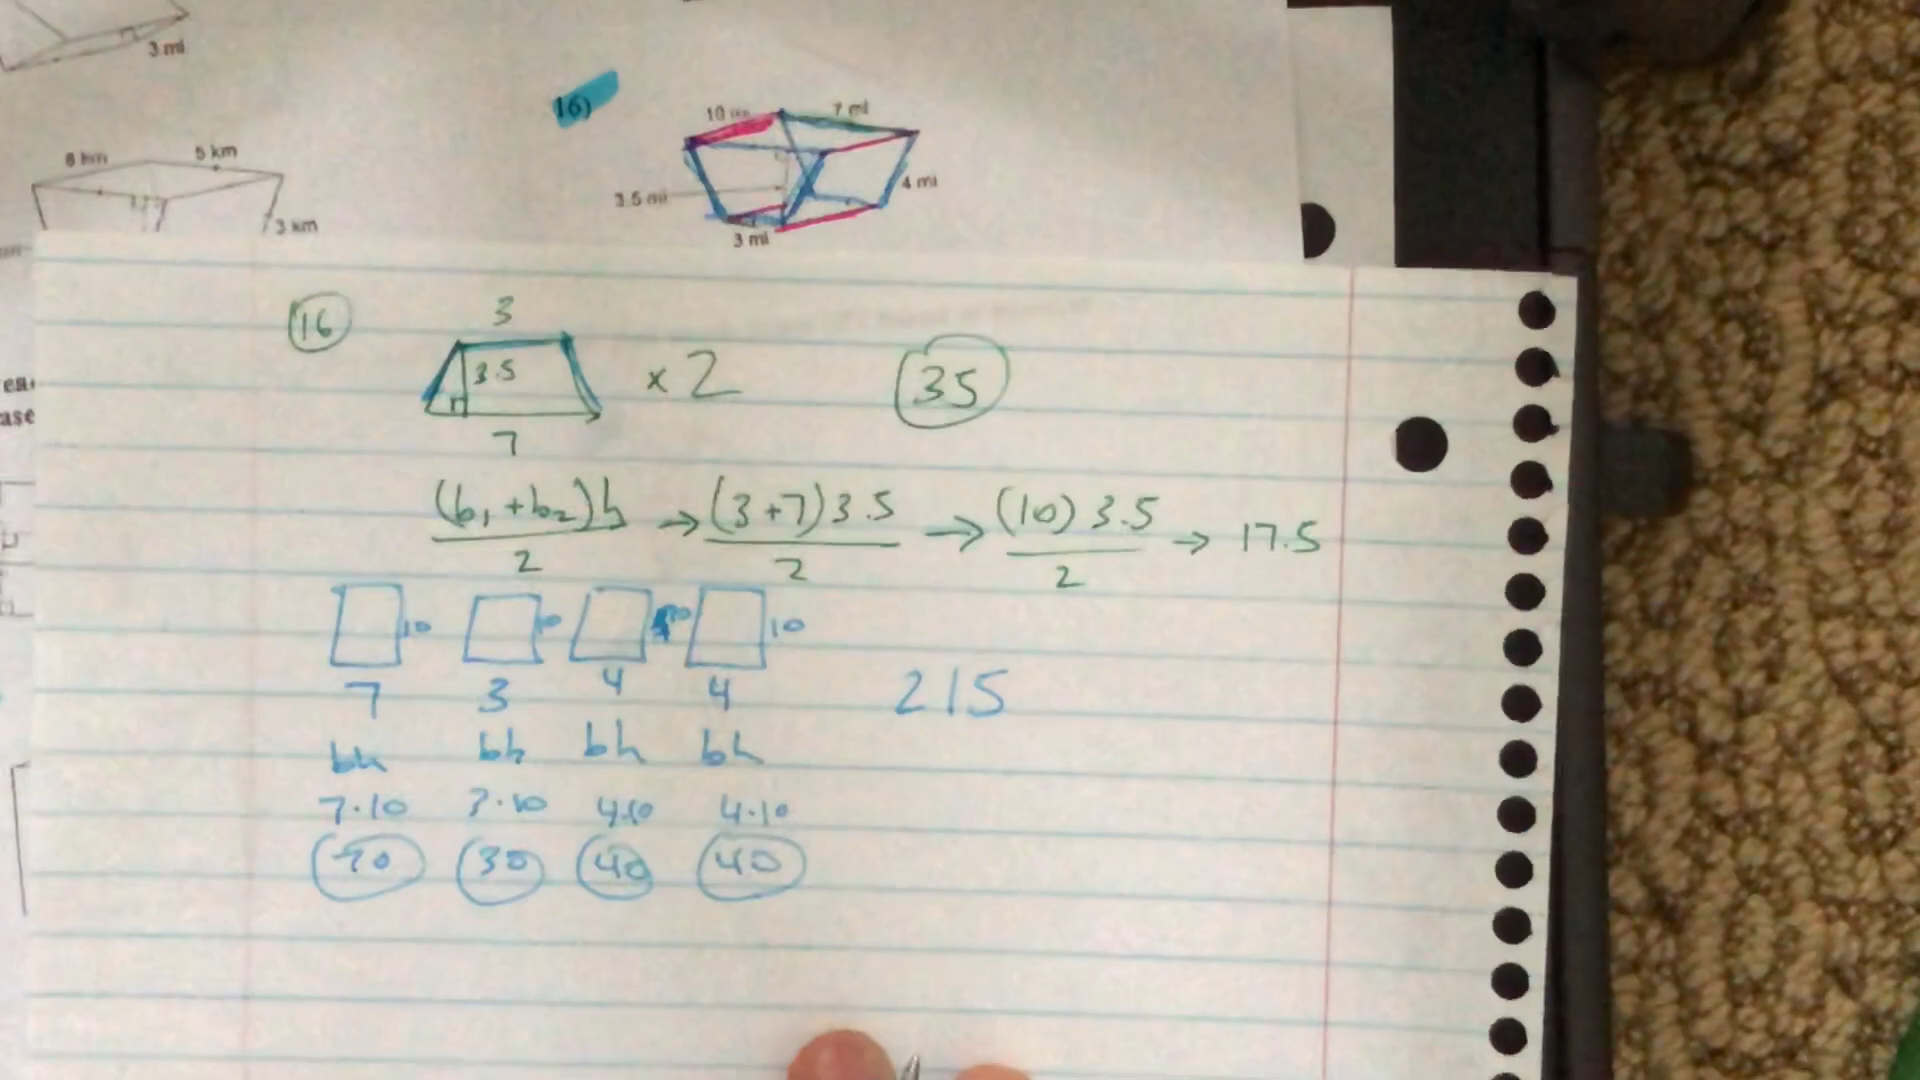 3 mi
16)
10
7 mi
3.5 mi
4 mi
3 mi
5 km
3 km
16
3
3.5
x 2
35
7
(b₁ + b₂)h / 2 → (3+7)3.5 / 2 → (10)3.5 / 2 → 17.5
10 10 10 10
7 3 4 4
215
bh bh bh bh
7·10 3·10 4·10 4·10
70 30 40 40